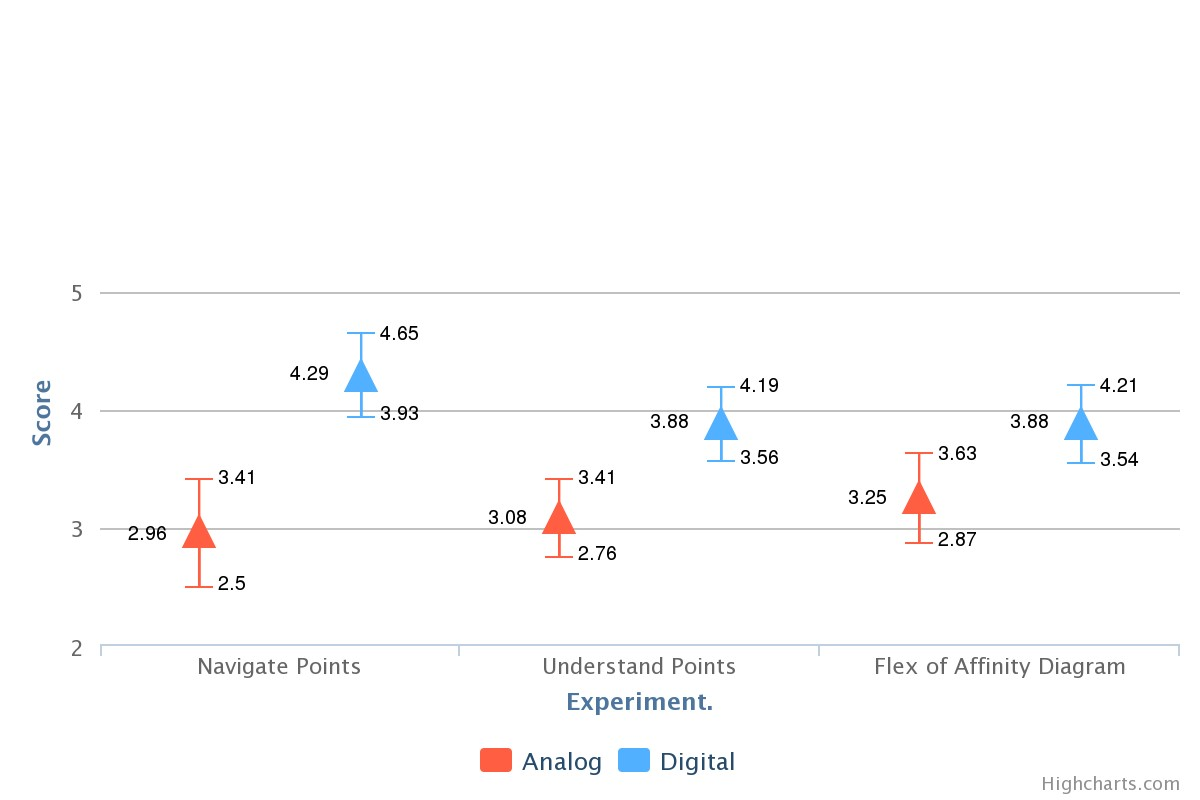 5
4.65
4.29
4.19
4.21
Score
4
3.93
3.88
3.88
3.56
3.54
3.41
3.41
3.63
3.25
3
2.96
3.08
2.87
2.76
2.5
2
Navigate Points
Understand Points
Flex of Affinity Diagram
Experiment.
Analog
Digital
Highcharts.com